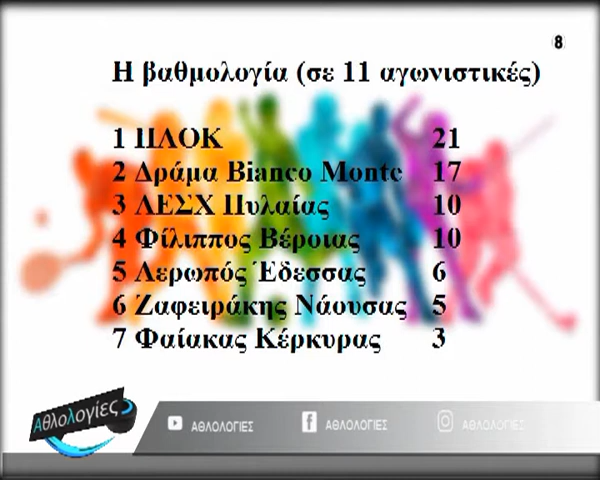 8
Η βαθμολογία (σε 11 αγωνιστικές)
1 ΠΑΟΚ 21
2 Δράμα Bianco Monte 17
3 ΑΕΣΧ Πυλαίας 10
4 Φίλιππος Βέροιας 10
5 Αερωπός Έδεσσας 6
6 Ζαφειράκης Νάουσας 5
7 Φαίακας Κέρκυρας 3
Αθλολογίες
ΑΘΛΟΛΟΓΙΕΣ ΑΘΛΟΛΟΓΙΕΣ ΑΘΛΟΛΟΓΙΕΣ